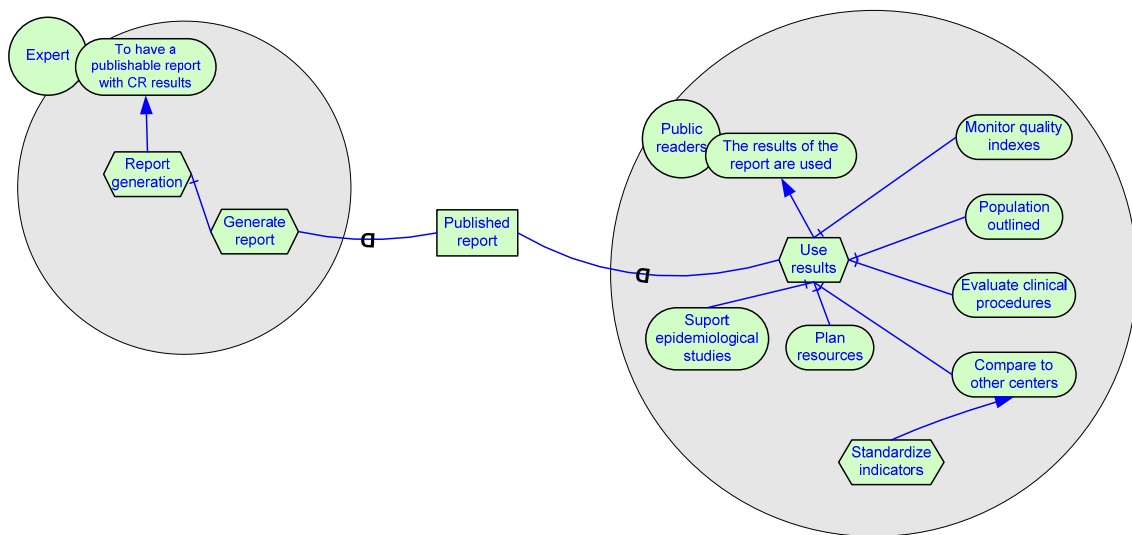 Expert
To have a
publishable report
with CR results
Report
generation
Generate
report
D
Published
report
D
Public
readers
The results of the
report are used
Monitor quality
indexes
Population
outlined
Use
results
Evaluate clinical
procedures
Suport
epidemiological
studies
Plan
resources
Compare to
other centers
Standardize
indicators